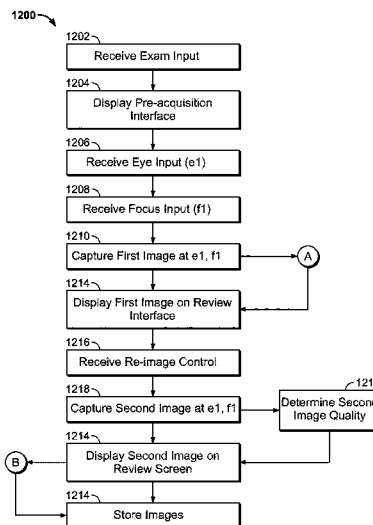 1200
1202
Receive Exam Input
1204
Display Pre-acquisition
Interface
1206
Receive Eye Input (e1)
1208
Receive Focus Input (f1)
1210
Capture First Image at e1, f1
A
1214
Display First Image on Review
Interface
1216
Receive Re-image Control
1218
Capture Second Image at e1, f1
121
Determine Second
Image Quality
1214
Display Second Image on
Review Screen
B
1214
Store Images